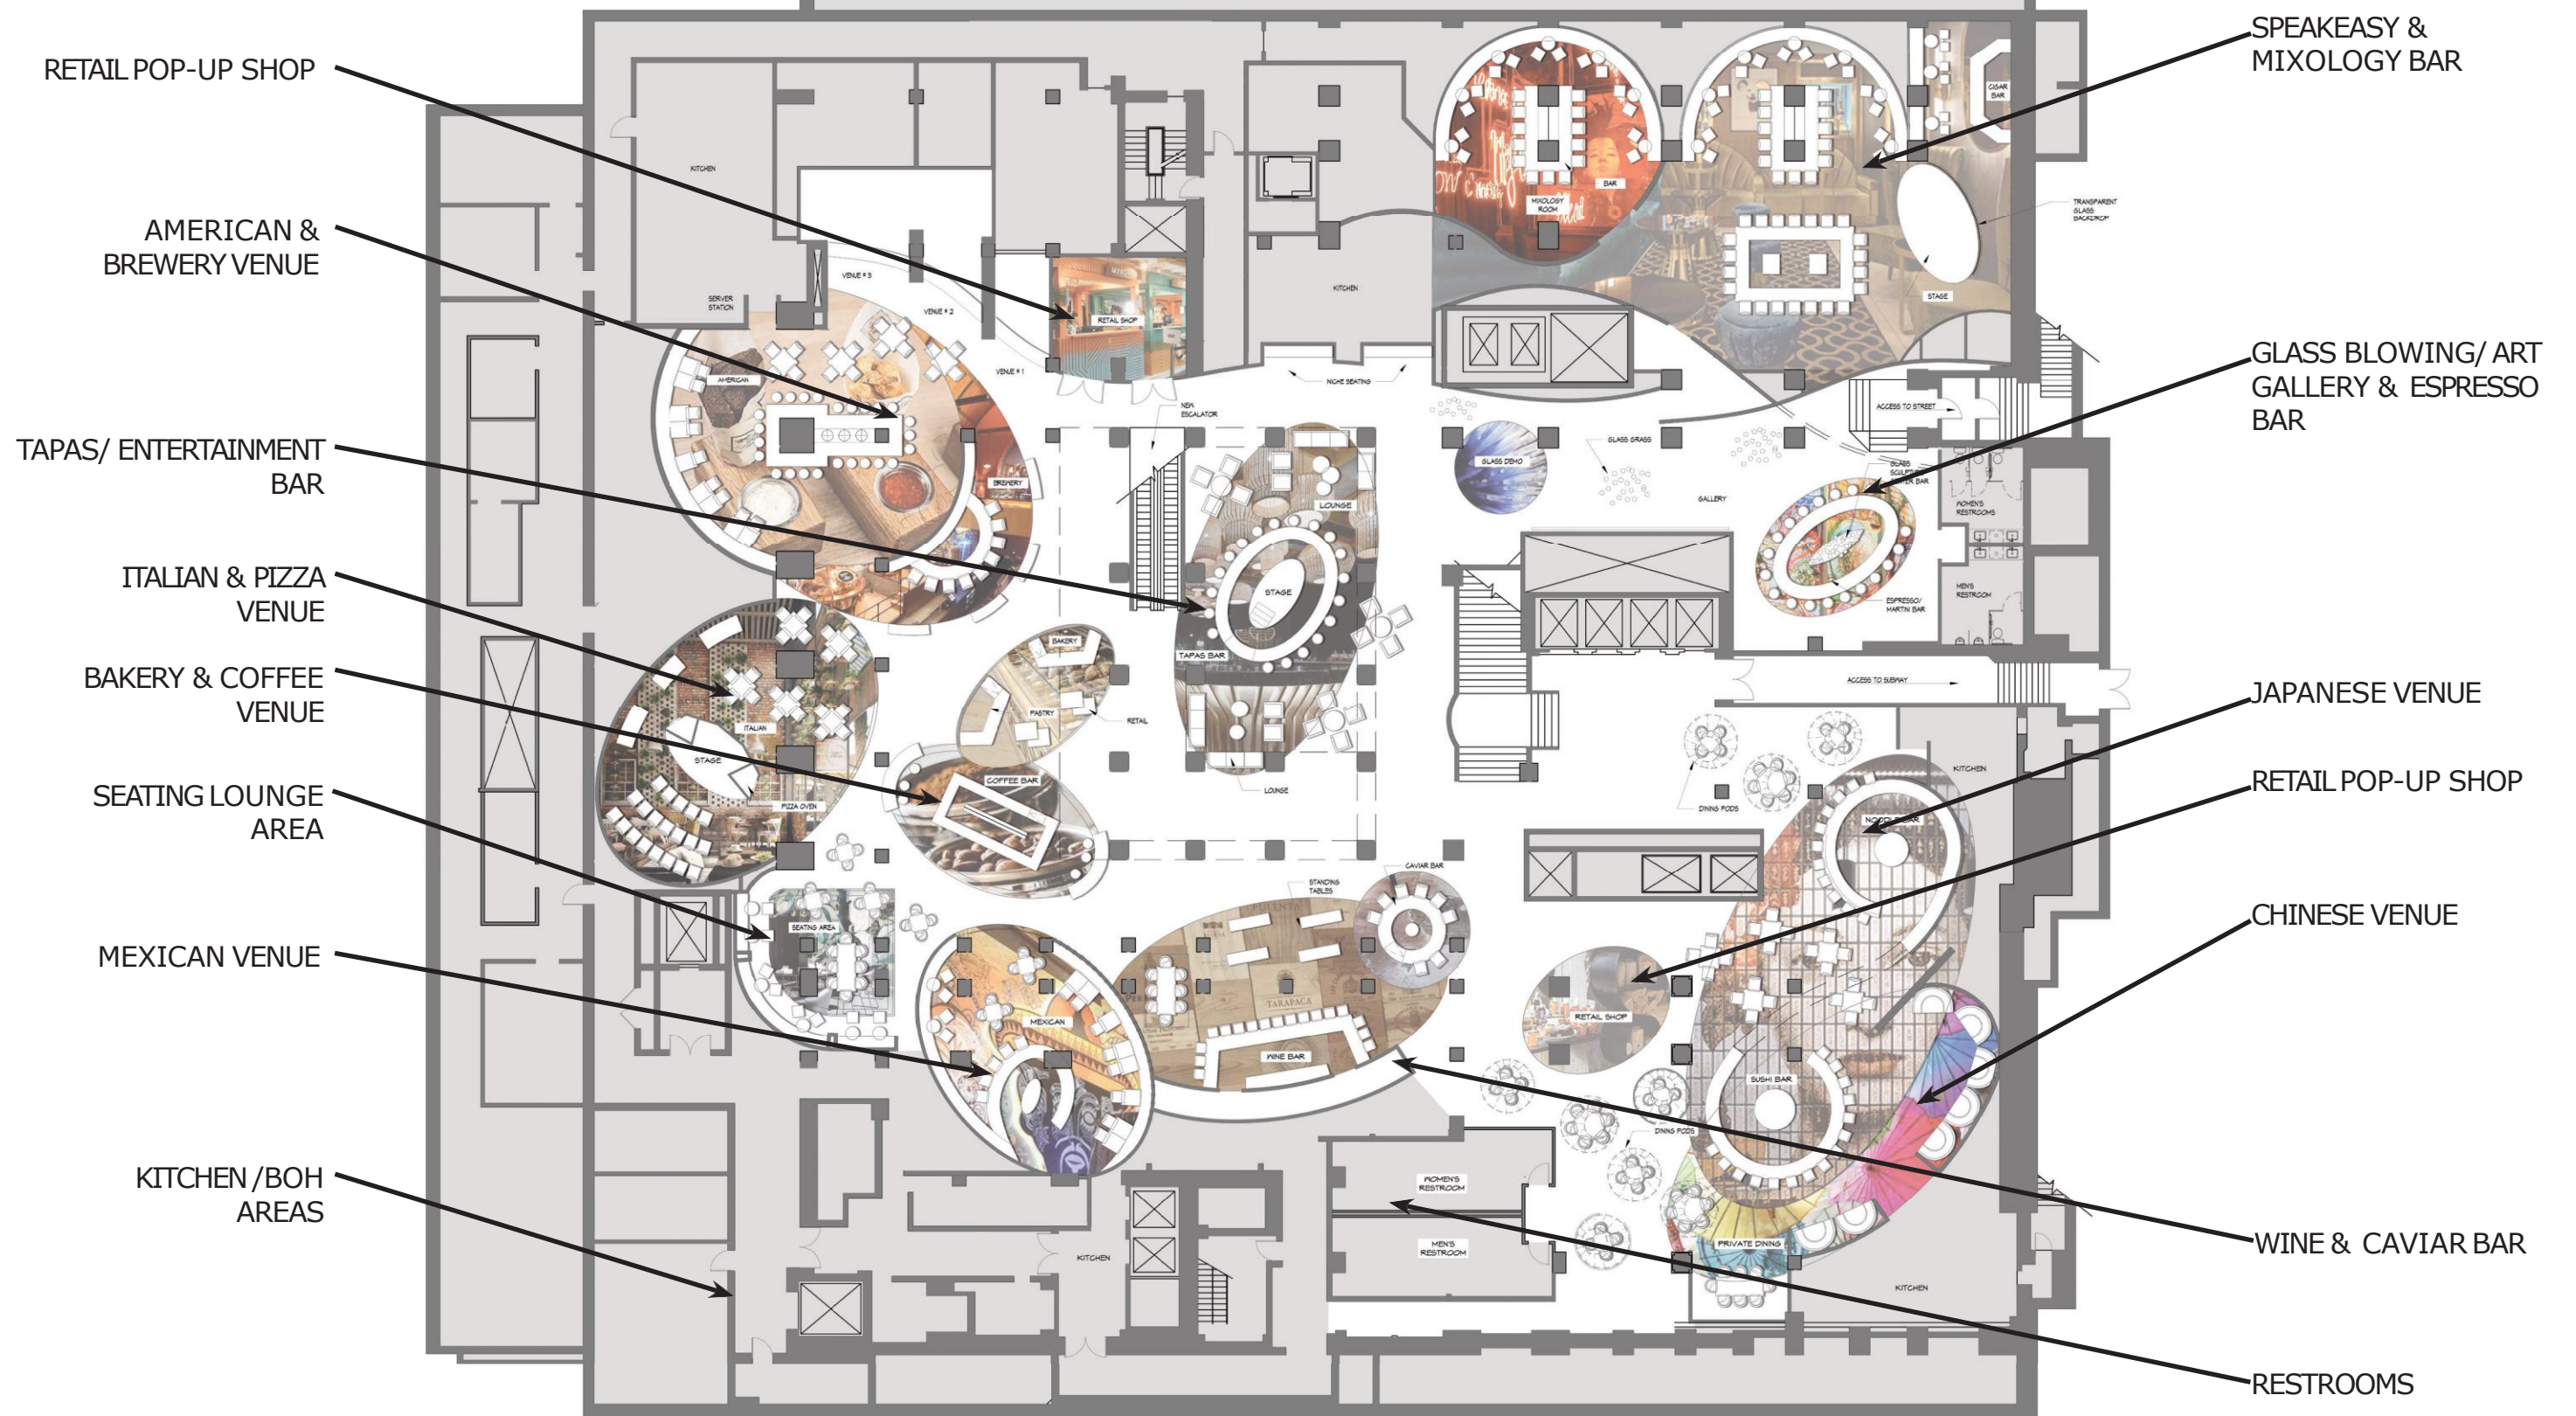 RETAIL POP-UP SHOP
AMERICAN &
BREWERY VENUE
TAPAS/ ENTERTAINMENT
BAR
ITALIAN & PIZZA
VENUE
BAKERY & COFFEE
VENUE
SEATING LOUNGE
AREA
MEXICAN VENUE
KITCHEN/BOH
AREAS
SPEAKEASY &
MIXOLOGY BAR
GLASS BLOWING/ ART
GALLERY & ESPRESSO
BAR
JAPANESE VENUE
RETAIL POP-UP SHOP
CHINESE VENUE
WINE & CAVIAR BAR
RESTROOMS
KITCHEN
SERVER
STATION
VENUE # 3
VENUE # 2
VENUE # 1
RETAIL SHOP
KITCHEN
NICHE SEATING
MIXOLOGY
ROOM
BAR
CIGAR
BAR
TRANSPARENT
GLASS
BACKDROP
STAGE
AMERICAN
BREWERY
NEW
ESCALATOR
LOUNGE
STAGE
TAPAS BAR
LOUNGE
GLASS DEMO
GLASS GRASS
GALLERY
ACCESS TO STREET
GLASS
WOMEN'S
RESTROOMS
MEN'S
RESTROOM
ESPRESSO/
MARTIN BAR
ACCESS TO SUBWAY
BAKERY
PASTRY
RETAIL
COFFEE BAR
ITALIAN
STAGE
PIZZA OVEN
SEATING AREA
MEXICAN
STANDING
TABLES
CAVIAR BAR
TARAPACA
WINE BAR
DINING PODS
KITCHEN
NOODLE BAR
RETAIL SHOP
SUSHI BAR
DINING PODS
PRIVATE DINING
KITCHEN
WOMEN'S
RESTROOM
MEN'S
RESTROOM
KITCHEN